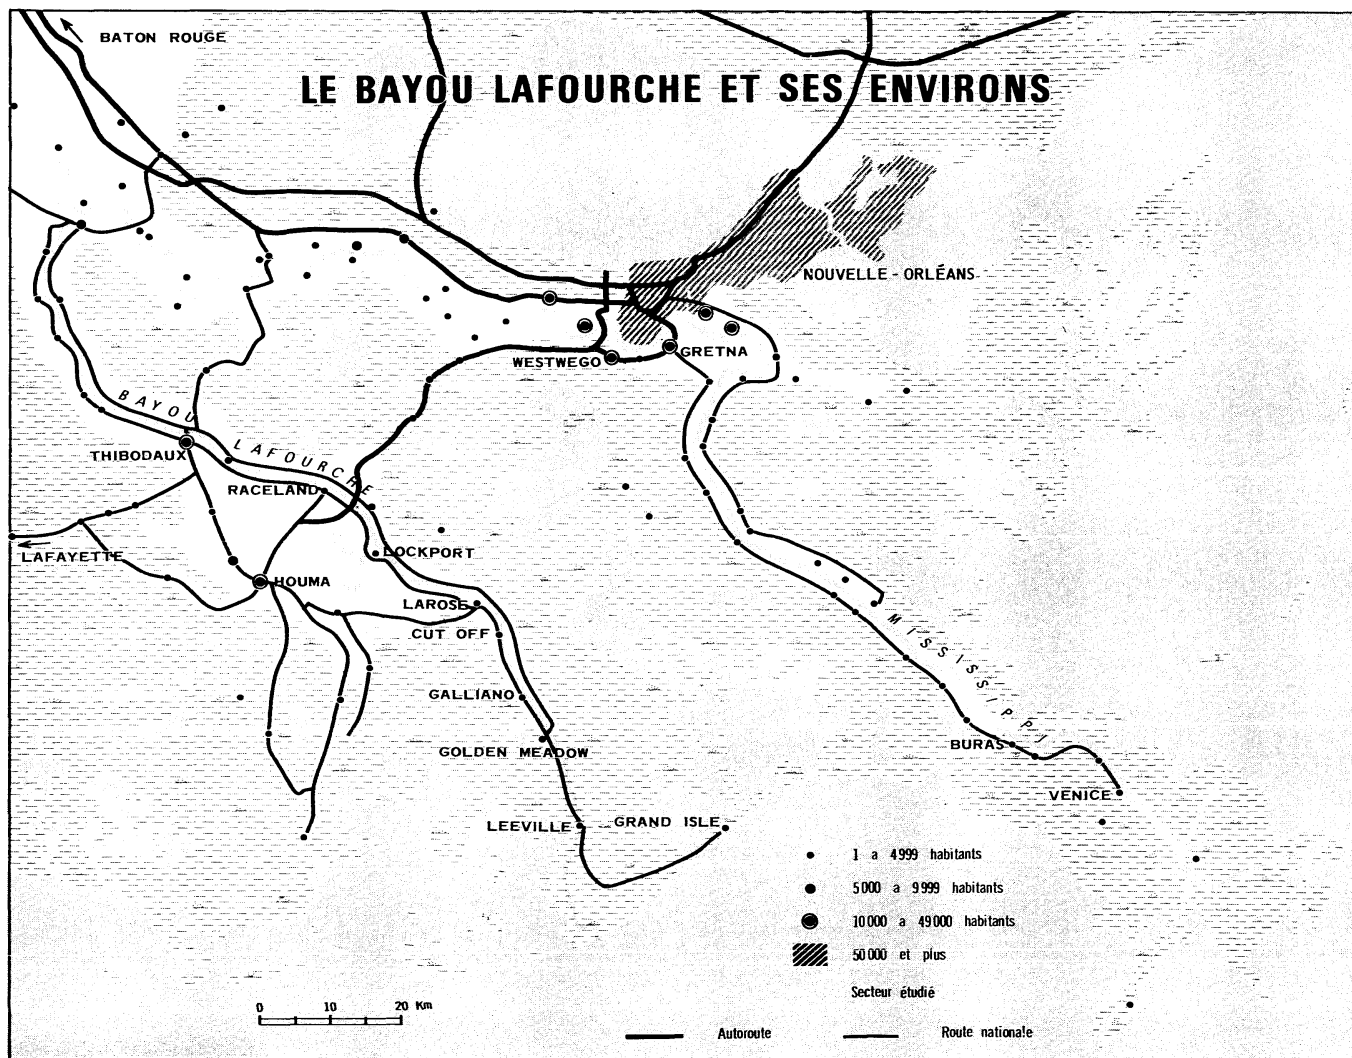 BATON ROUGE
LE BAYOU LAFOURCHE ET SES ENVIRONS
NOUVELLE-ORLÉANS
GRETNA
WESTWEGO
BAYOU LAFOURCHE
THIBODAUX
RACELAND
LAFAYETTE
LOCKPORT
HOUMA
LAROSE
CUT OFF
MISSISSIPPI
GALLIANO
GOLDEN MEADOW
BURAS
VENICE
LEEVILLE
GRAND ISLE
1 a 4999 habitants
5000 a 9999 habitants
10000 a 49000 habitants
50000 et plus
Secteur étudié
0 10 20 Km
Autoroute
Route nationale